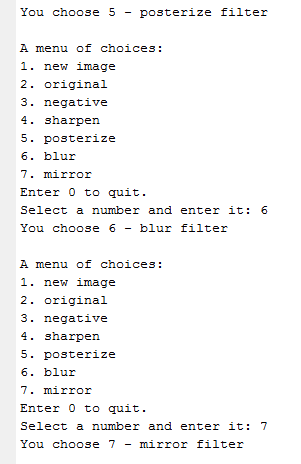 You choose 5 - posterize filter
A menu of choices:
1. new image
2. original
3. negative
4. sharpen
5. posterize
6. blur
7. mirror
Enter 0 to quit.
Select a number and enter it: 6
You choose 6 - blur filter
A menu of choices:
1. new image
2. original
3. negative
4. sharpen
5. posterize
6. blur
7. mirror
Enter 0 to quit.
Select a number and enter it: 7
You choose 7 - mirror filter